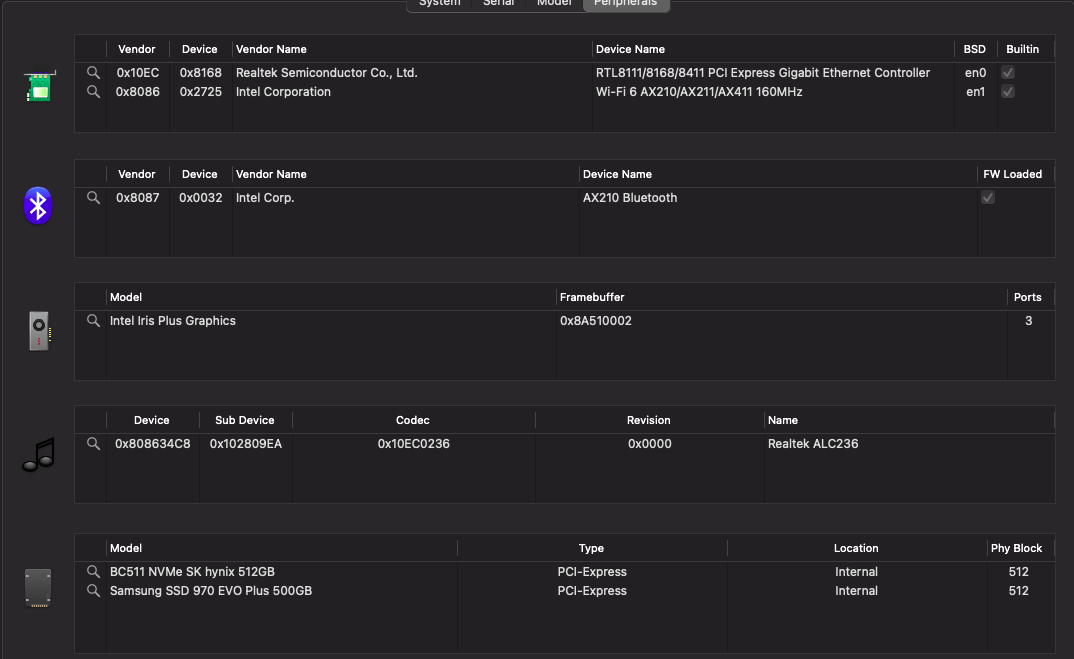 System Serial Model Peripherals
Vendor Device Vendor Name Device Name BSD Builtin
0x10EC 0x8168 Realtek Semiconductor Co., Ltd. RTL8111/8168/8411 PCI Express Gigabit Ethernet Controller en0
0x8086 0x2725 Intel Corporation Wi-Fi 6 AX210/AX211/AX411 160MHz en1
Vendor Device Vendor Name Device Name FW Loaded
0x8087 0x0032 Intel Corp. AX210 Bluetooth
Model Framebuffer Ports
Intel Iris Plus Graphics 0x8A510002 3
Device Sub Device Codec Revision Name
0x808634C8 0x102809EA 0x10EC0236 0x0000 Realtek ALC236
Model Type Location Phy Block
BC511 NVMe SK hynix 512GB PCI-Express Internal 512
Samsung SSD 970 EVO Plus 500GB PCI-Express Internal 512